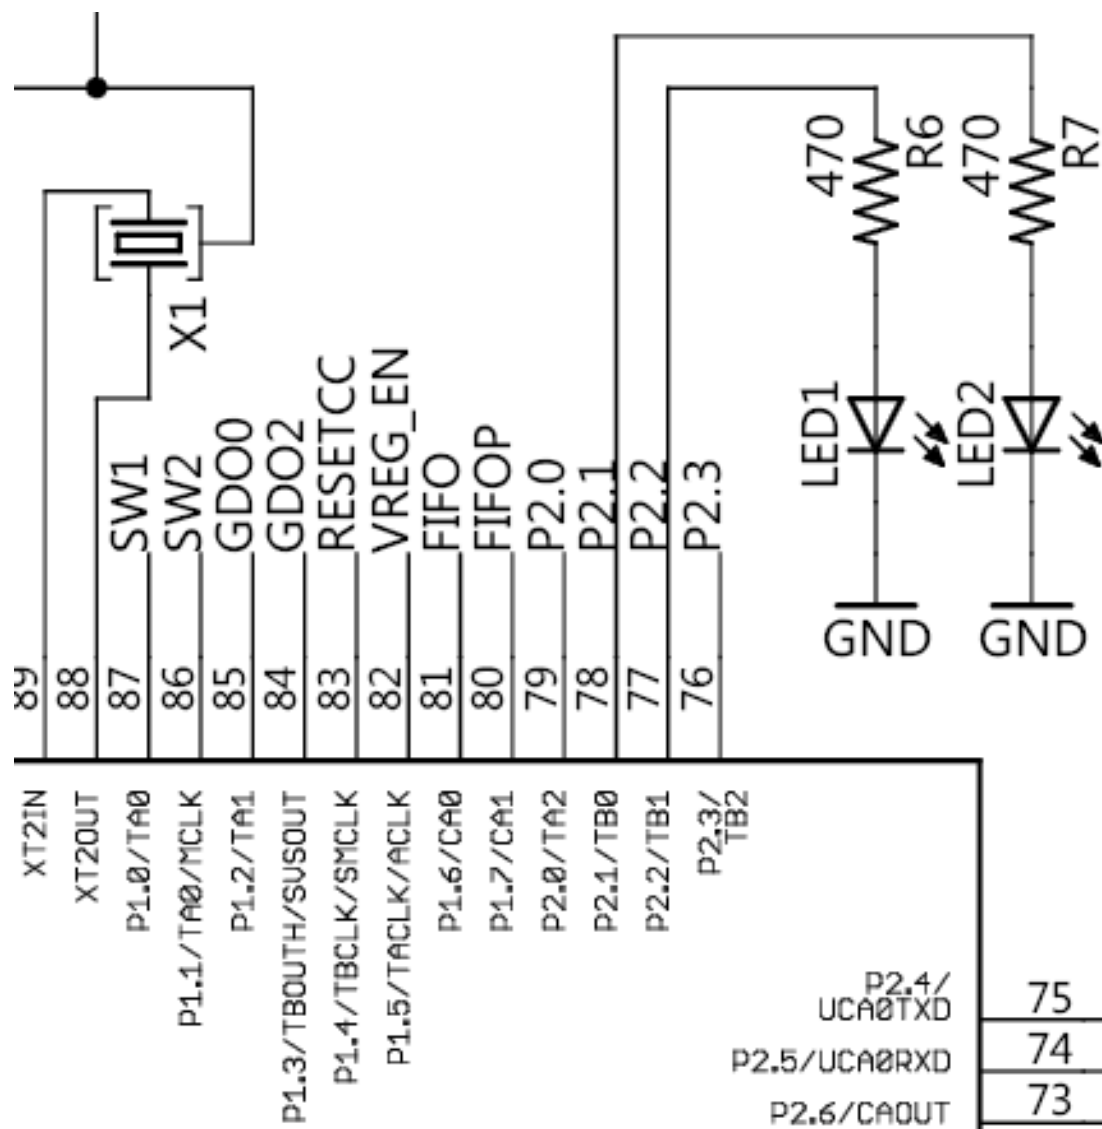 470
R6
470
R7
X1
LED1
LED2
SW1
SW2
GDO0
GDO2
RESETCC
VREG_EN
FIFO
FIFOP
P2.0
P2.1
P2.2
P2.3
GND
GND
89
88
87
86
85
84
83
82
81
80
79
78
77
76
XT2IN
XT2OUT
P1.0/TA0
P1.1/TA0/MCLK
P1.2/TA1
P1.3/TBOUTH/SVSOUT
P1.4/TBCLK/SMCLK
P1.5/TACLK/ACLK
P1.6/CA0
P1.7/CA1
P2.0/TA2
P2.1/TB0
P2.2/TB1
P2.3/
TB2
P2.4/
UCA0TXD
75
P2.5/UCA0RXD
74
P2.6/CAOUT
73